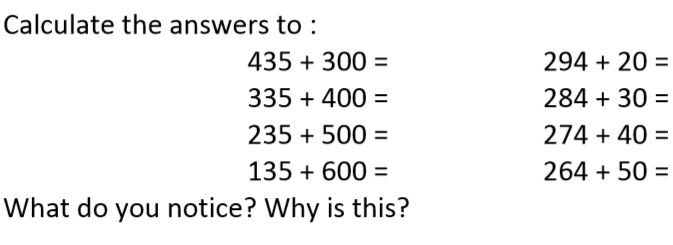 Calculate the answers to :
435 + 300 = 294 + 20 =
335 + 400 = 284 + 30 =
235 + 500 = 274 + 40 =
135 + 600 = 264 + 50 =
What do you notice? Why is this?